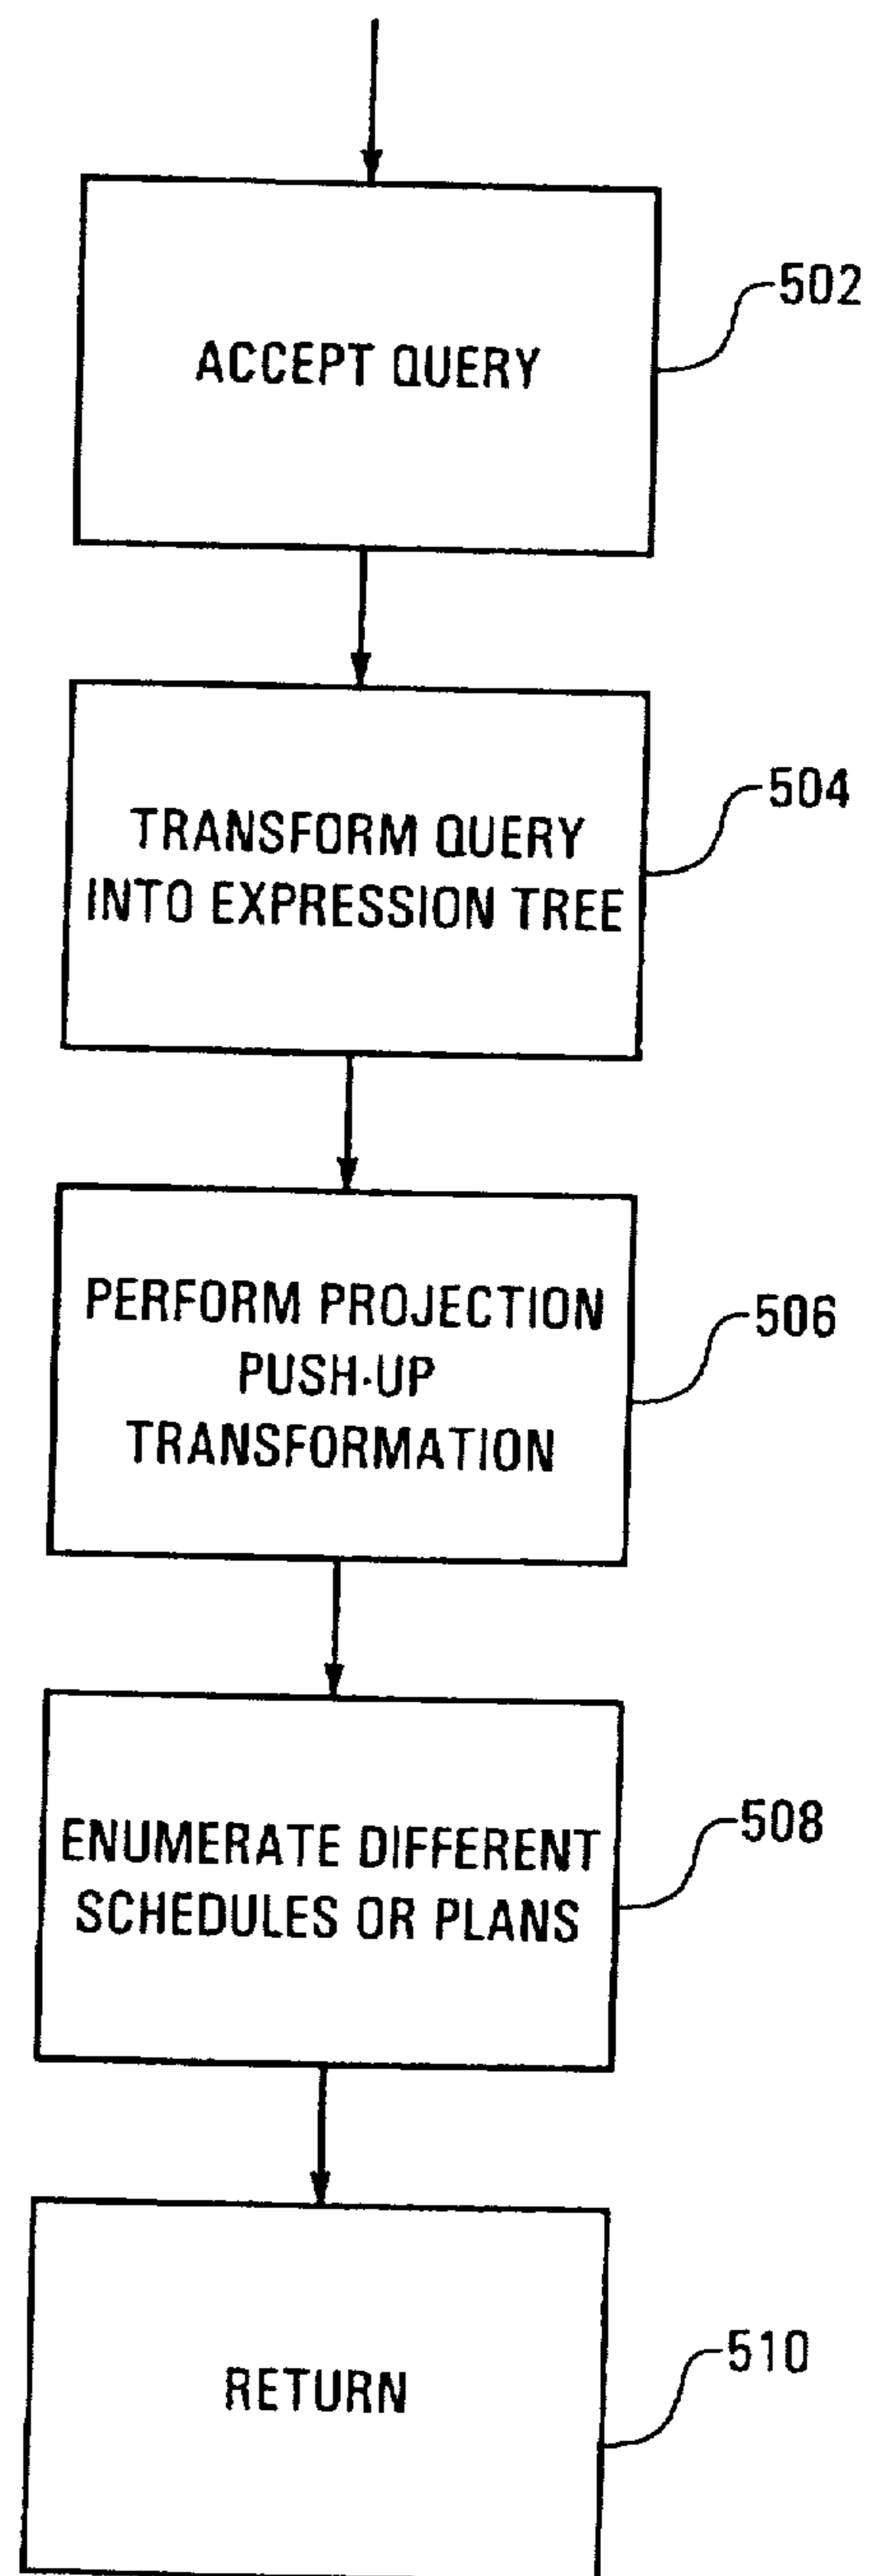 ACCEPT QUERY
502
TRANSFORM QUERY
INTO EXPRESSION TREE
504
PERFORM PROJECTION
PUSH-UP
TRANSFORMATION
506
ENUMERATE DIFFERENT
SCHEDULES OR PLANS
508
RETURN
510